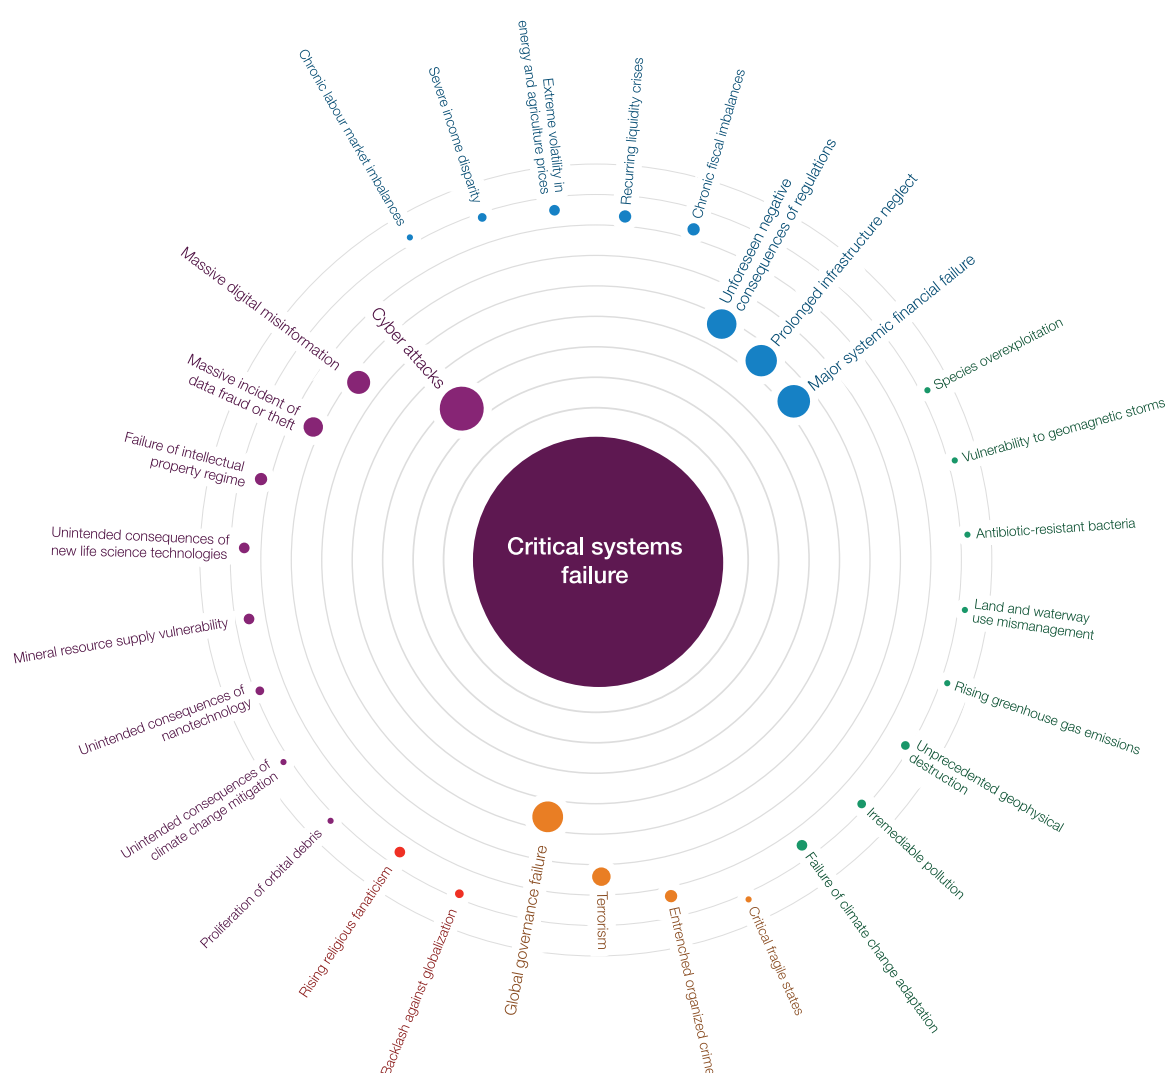 Chronic labour market imbalances
Severe income disparity
Extreme volatility in
energy and agriculture prices
Recurring liquidity crises
Chronic fiscal imbalances
Unforeseen negative
consequences of regulations
Prolonged infrastructure neglect
Major systemic financial failure
Species overexploitation
Vulnerability to geomagnetic storms
Antibiotic-resistant bacteria
Land and waterway
use mismanagement
Rising greenhouse gas emissions
Unprecedented geophysical
destruction
Irremediable pollution
Failure of climate change adaptation
Critical fragile states
Entrenched organized crime
Terrorism
Global governance failure
Backlash against globalization
Rising religious fanaticism
Proliferation of orbital debris
Unintended consequences of
climate change mitigation
Unintended consequences of
nanotechnology
Mineral resource supply vulnerability
Unintended consequences of
new life science technologies
Failure of intellectual
property regime
Massive incident of
data fraud or theft
Massive digital misinformation
Cyber attacks
Critical systems
failure